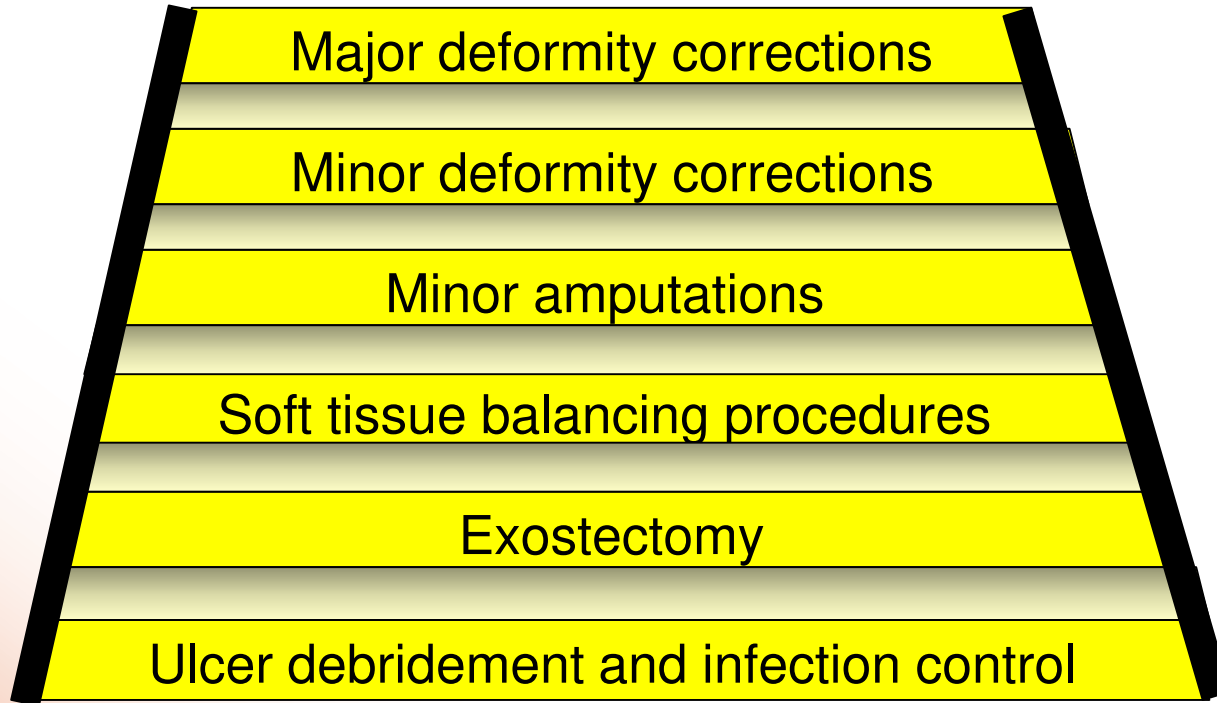 Major deformity corrections
Minor deformity corrections
Minor amputations
Soft tissue balancing procedures
Exostectomy
Ulcer debridement and infection control